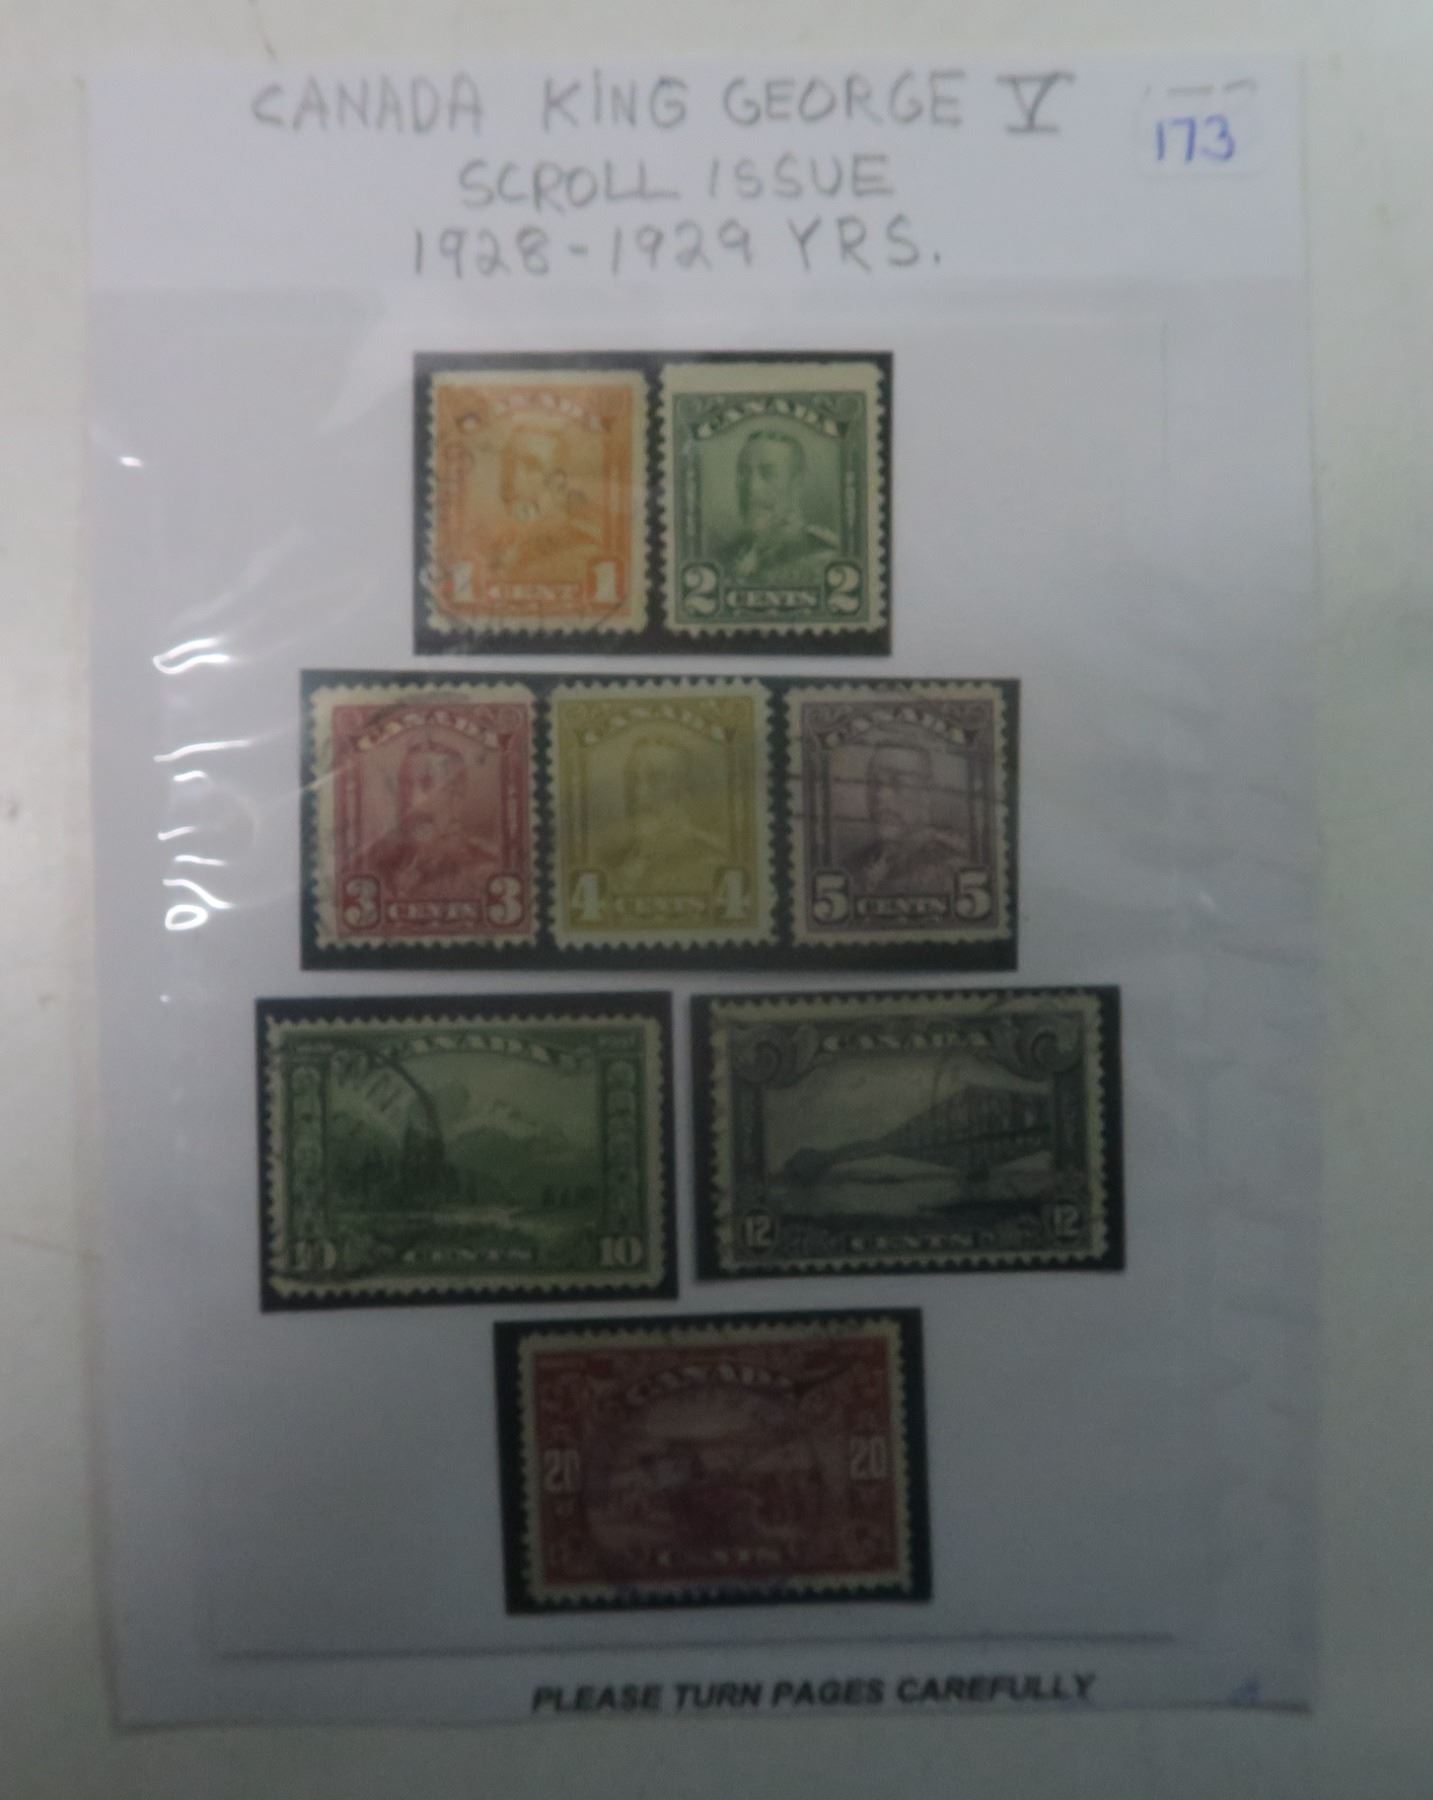 CANADA KING GEORGE V
173
SCROLL ISSUE
1928-1929 YRS.
CANADA
1 CENT 1
CANADA
2 CENTS 2
CANADA
3 CENTS 3
CANADA
4 CENTS 4
CANADA
5 CENTS 5
CANADA
10 CENTS 10
CANADA
12 CENTS 12
CANADA
20 20
CENTS
PLEASE TURN PAGES CAREFULLY